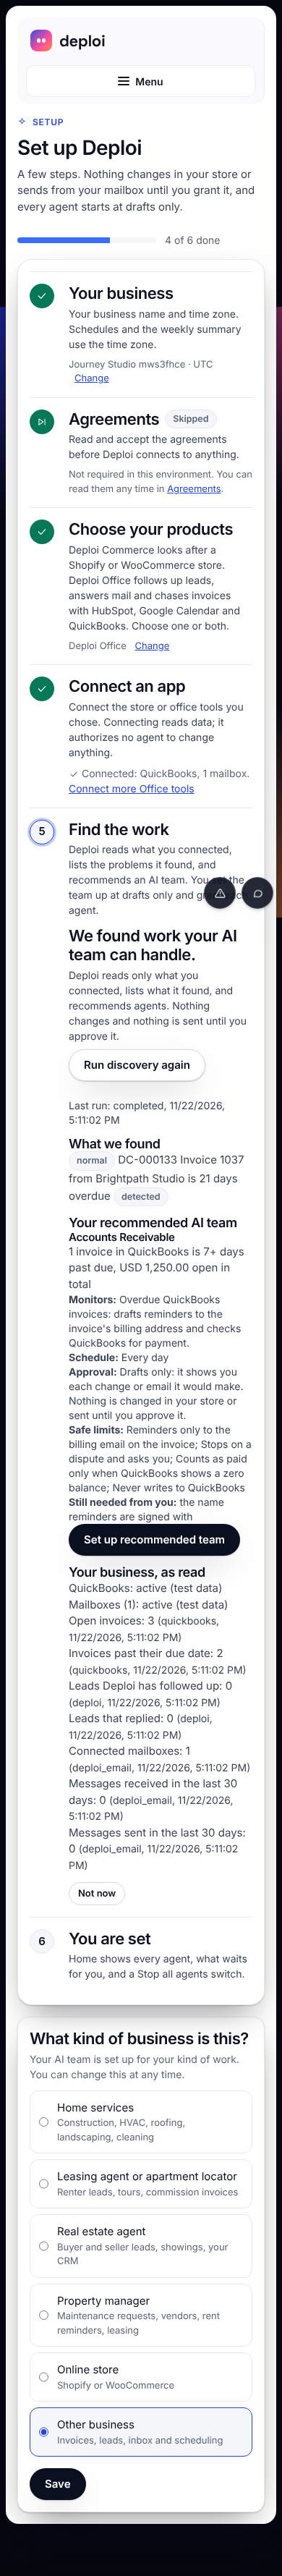 deploi
Menu
SETUP
Set up Deploi
A few steps. Nothing changes in your store or
sends from your mailbox until you grant it, and
every agent starts at drafts only.
4 of 6 done
Your business
Your business name and time zone.
Schedules and the weekly summary
use the time zone.
Journey Studio mws3fhce · UTC
Change
Agreements Skipped
Read and accept the agreements
before Deploi connects to anything.
Not required in this environment. You can
read them any time in Agreements.
Choose your products
Deploi Commerce looks after a
Shopify or WooCommerce store.
Deploi Office follows up leads,
answers mail and chases invoices
with HubSpot, Google Calendar and
QuickBooks. Choose one or both.
Deploi Office Change
Connect an app
Connect the store or office tools you
chose. Connecting reads data; it
authorizes no agent to change
anything.
✓ Connected: QuickBooks, 1 mailbox.
Connect more Office tools
5
Find the work
Deploi reads what you connected,
lists the problems it found, and
recommends an AI team. You the
team up at drafts only and
agent.
We found work your AI
team can handle.
Deploi reads only what you
connected, lists what it found, and
recommends agents. Nothing
changes and nothing is sent until you
approve it.
Run discovery again
Last run: completed, 11/22/2026,
5:11:02 PM
What we found
normal DC-000133 Invoice 1037
from Brightpath Studio is 21 days
overdue detected
Your recommended AI team
Accounts Receivable
1 invoice in QuickBooks is 7+ days
past due, USD 1,250.00 open in
total
Monitors: Overdue QuickBooks
invoices: drafts reminders to the
invoice's billing address and checks
QuickBooks for payment.
Schedule: Every day
Approval: Drafts only: it shows you
each change or email it would make.
Nothing is changed in your store or
sent until you approve it.
Safe limits: Reminders only to the
billing email on the invoice; Stops on a
dispute and asks you; Counts as paid
only when QuickBooks shows a zero
balance; Never writes to QuickBooks
Still needed from you: the name
reminders are signed with
Set up recommended team
Your business, as read
QuickBooks: active (test data)
Mailboxes (1): active (test data)
Open invoices: 3 (quickbooks,
11/22/2026, 5:11:02 PM)
Invoices past their due date: 2
(quickbooks, 11/22/2026, 5:11:02 PM)
Leads Deploi has followed up: 0
(deploi, 11/22/2026, 5:11:02 PM)
Leads that replied: 0 (deploi,
11/22/2026, 5:11:02 PM)
Connected mailboxes: 1
(deploi_email, 11/22/2026, 5:11:02 PM)
Messages received in the last 30
days: 0 (deploi_email, 11/22/2026,
5:11:02 PM)
Messages sent in the last 30 days:
0 (deploi_email, 11/22/2026, 5:11:02
PM)
Not now
6
You are set
Home shows every agent, what waits
for you, and a Stop all agents switch.
What kind of business is this?
Your AI team is set up for your kind of work.
You can change this at any time.
Home services
Construction, HVAC, roofing,
landscaping, cleaning
Leasing agent or apartment locator
Renter leads, tours, commission invoices
Real estate agent
Buyer and seller leads, showings, your
CRM
Property manager
Maintenance requests, vendors, rent
reminders, leasing
Online store
Shopify or WooCommerce
Other business
Invoices, leads, inbox and scheduling
Save